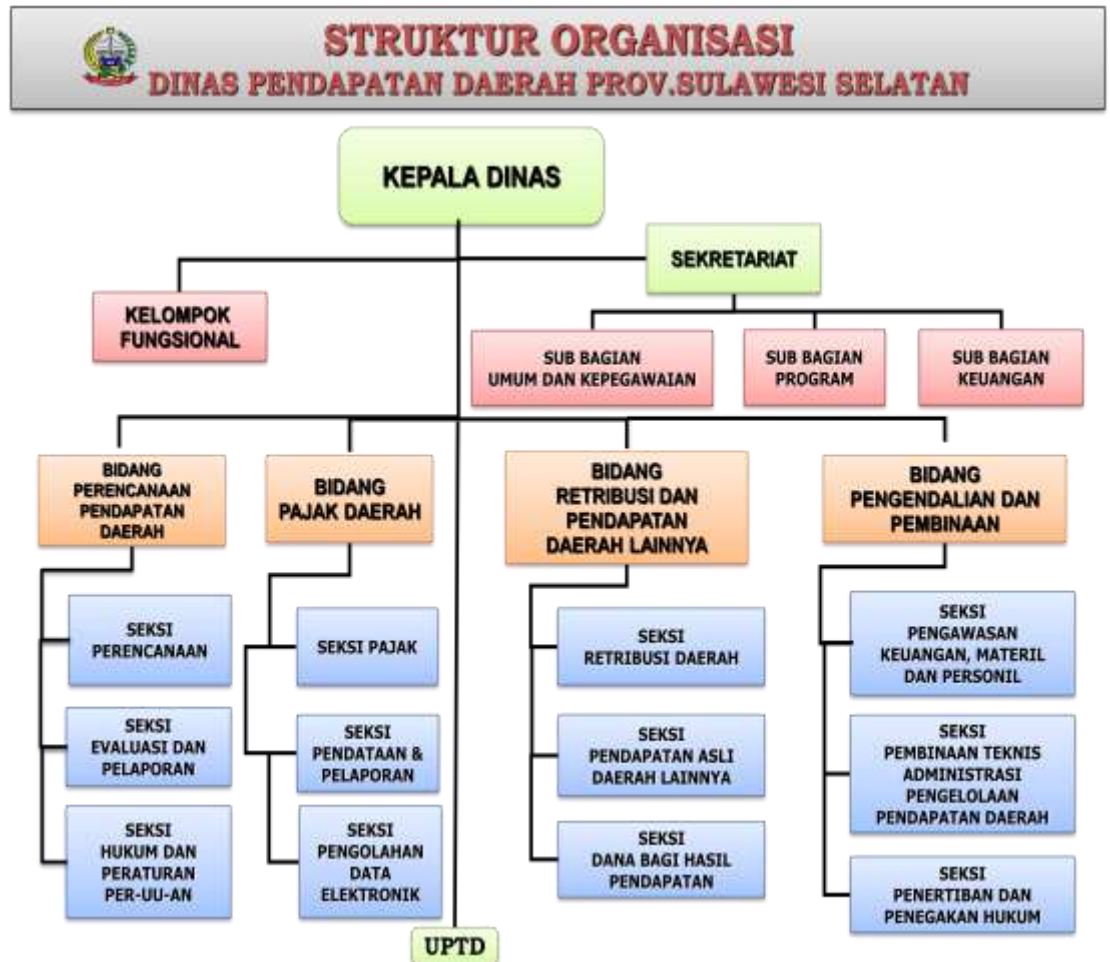 STRUKTUR ORGANISASI
DINAS PENDAPATAN DAERAH PROV.SULAWESI SELATAN
KEPALA DINAS
SEKRETARIAT
KELOMPOK
FUNGSIONAL
SUB BAGIAN
UMUM DAN KEPEGAWAIAN
SUB BAGIAN
PROGRAM
SUB BAGIAN
KEUANGAN
BIDANG
PERENCANAAN
PENDAPATAN
DAERAH
BIDANG
PAJAK DAERAH
BIDANG
RETRIBUSI DAN
PENDAPATAN
DAERAH LAINNYA
BIDANG
PENGENDALIAN DAN
PEMBINAAN
SEKSI
PERENCANAAN
SEKSI
EVALUASI DAN
PELAPORAN
SEKSI
HUKUM DAN
PERATURAN
PER-UU-AN
SEKSI PAJAK
SEKSI
PENDATAAN &
PELAPORAN
SEKSI
PENGOLAHAN
DATA
ELEKTRONIK
SEKSI
RETRIBUSI DAERAH
SEKSI
PENDAPATAN ASLI
DAERAH LAINNYA
SEKSI
DANA BAGI HASIL
PENDAPATAN
SEKSI
PENGAWASAN
KEUANGAN, MATERIL
DAN PERSONIL
SEKSI
PEMBINAAN TEKNIS
ADMINISTRASI
PENGELOLAAN
PENDAPATAN DAERAH
SEKSI
PENERTIBAN DAN
PENEGAKAN HUKUM
UPTD